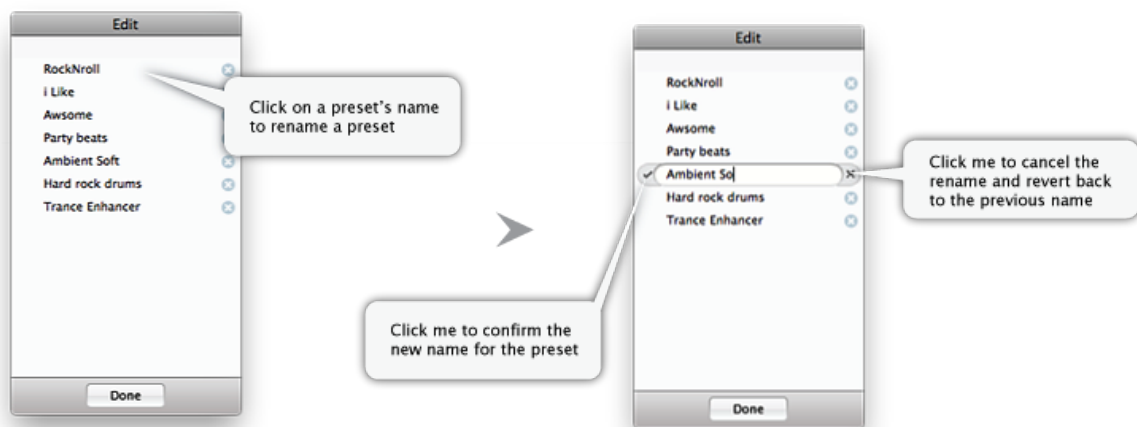 Edit
RockNroll
i Like
Awsome
Party beats
Ambient Soft
Hard rock drums
Trance Enhancer
Done
Click on a preset's name
to rename a preset
Edit
RockNroll
i Like
Awsome
Party beats
Ambient So
Hard rock drums
Trance Enhancer
Done
Click me to confirm the
new name for the preset
Click me to cancel the
rename and revert back
to the previous name